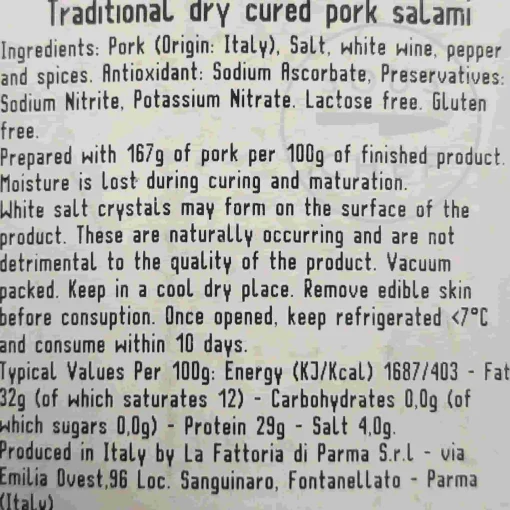 Traditional dry cured pork salami
Ingredients: Pork (Origin: Italy), Salt, white wine, pepper
and spices. Antioxidant: Sodium Ascorbate, Preservatives:
Sodium Nitrite, Potassium Nitrate. Lactose free. Gluten
free.
Prepared with 167g of pork per 100g of finished product.
Moisture is lost during curing and maturation.
White salt crystals may form on the surface of the
product. These are naturally occurring and are not
detrimental to the quality of the product. Vacuum
packed. Keep in a cool dry place. Remove edible skin
before consuption. Once opened, keep refrigerated <7°C
and consume within 10 days.
Typical Values Per 100g: Energy (KJ/Kcal) 1687/403 - Fat
32g (of which saturates 12) - Carbohydrates 0,0g (of
which sugars 0,0g) - Protein 29g - Salt 4,0g.
Produced in Italy by La Fattoria di Parma S.r.l - via
Emilia Ovest,96 Loc. Sanguinaro, Fontanellato - Parma
(Italy)